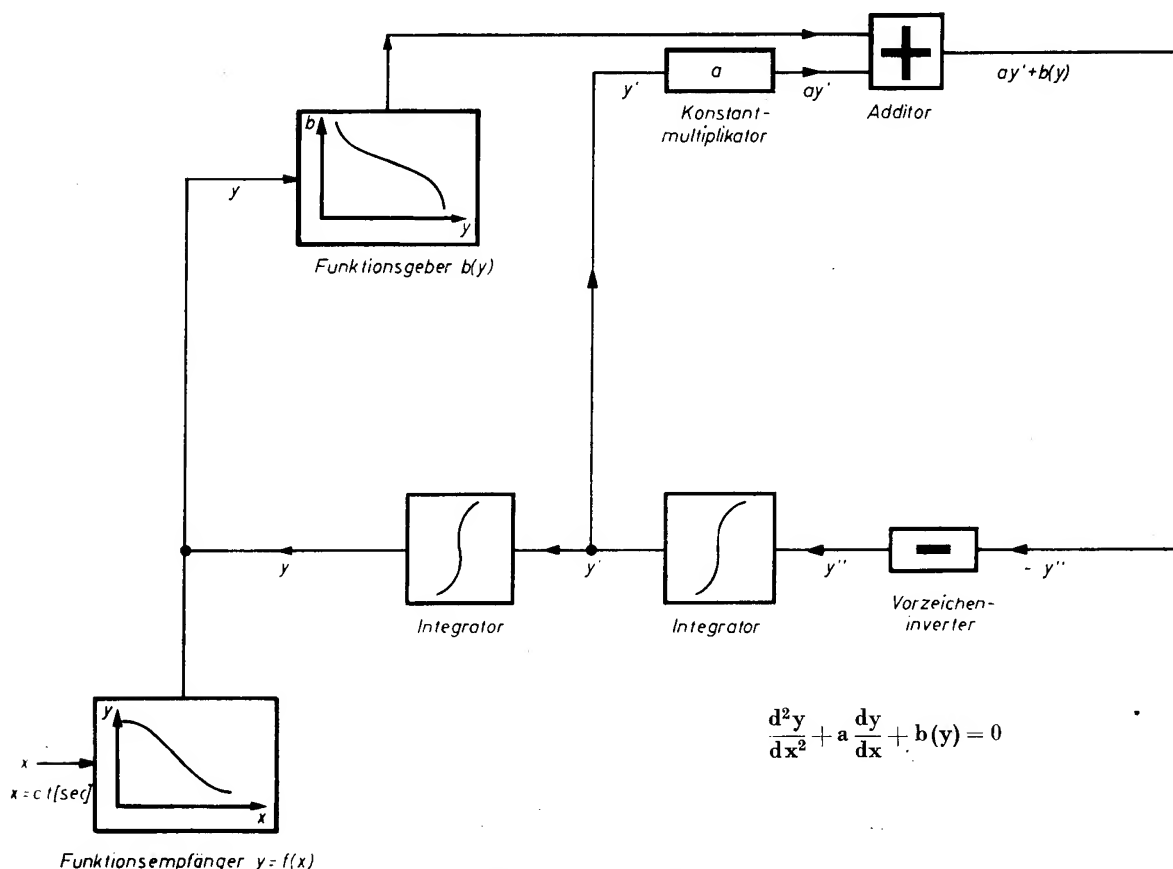 y'
a
ay'
ay'+b(y)
Konstant-
multiplikator
Additor
b
y
y
Funktionsgeber b(y)
y
y'
y''
- y''
Integrator
Integrator
Vorzeichen-
inverter
d²y/dx² + a dy/dx + b(y) = 0
y
x
x
x = c t [sec]
Funktionsempfänger y = f(x)